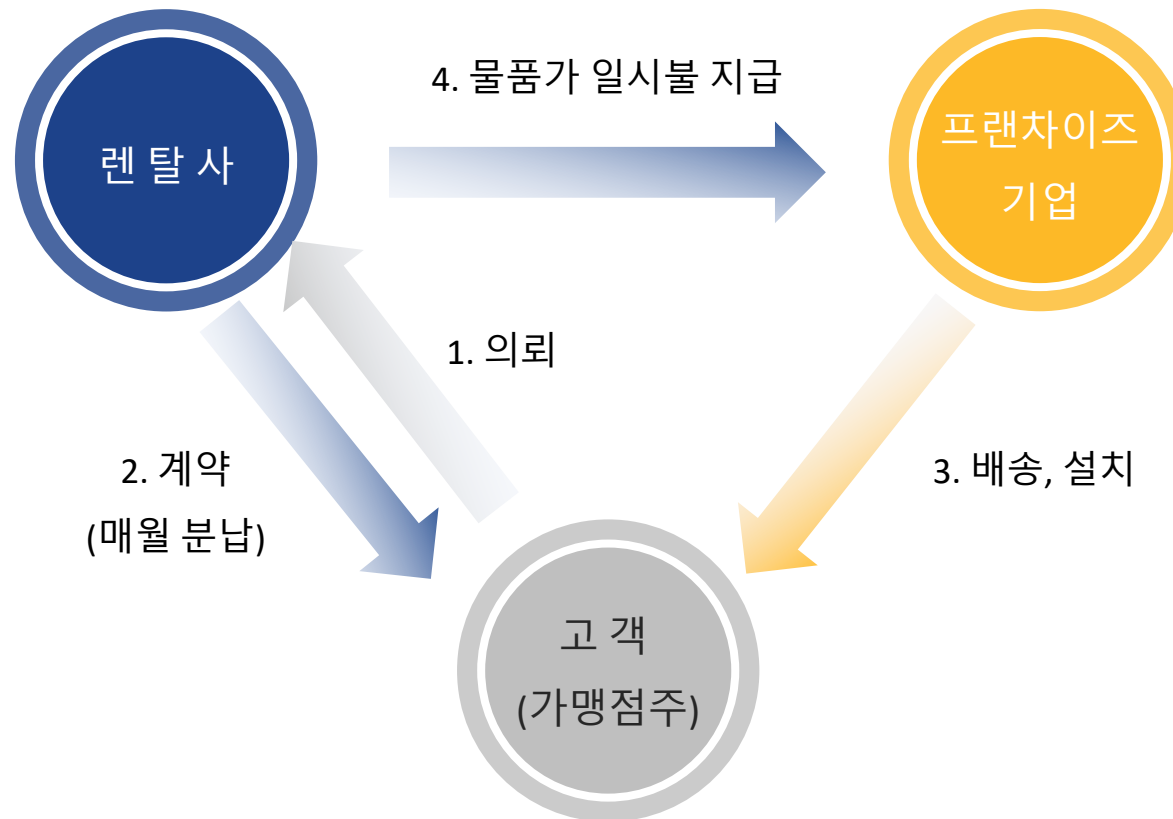 4. 물품가 일시불 지급
렌 탈 사
프랜차이즈
기업
1. 의뢰
2. 계약
(매월 분납)
3. 배송, 설치
고 객
(가맹점주)